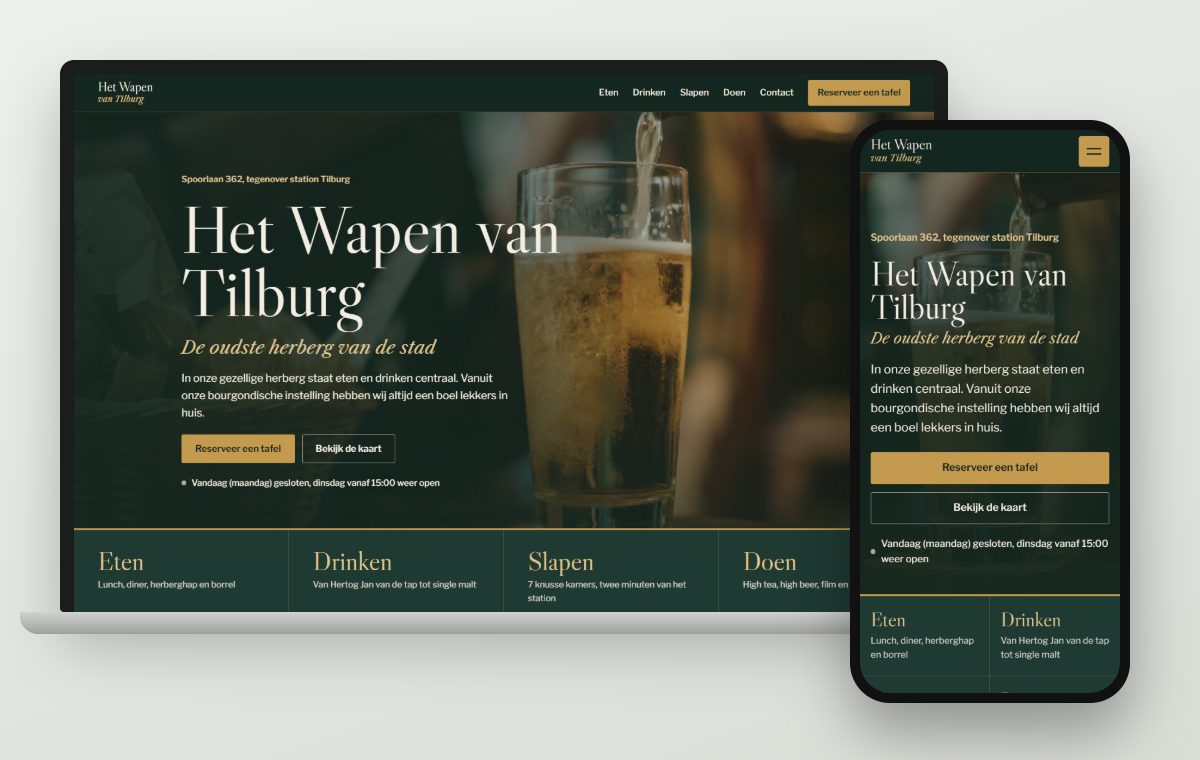 Het Wapen
van Tilburg
Eten Drinken Slapen Doen Contact Reserveer een tafel
Spoorlaan 362, tegenover station Tilburg
Het Wapen van
Tilburg
De oudste herberg van de stad
In onze gezellige herberg staat eten en drinken centraal. Vanuit
onze bourgondische instelling hebben wij altijd een boel lekkers in
huis.
Reserveer een tafel Bekijk de kaart
Vandaag (maandag) gesloten, dinsdag vanaf 15:00 weer open
Eten
Lunch, diner, herberghap en borrel
Drinken
Van Hertog Jan van de tap tot single malt
Slapen
7 knusse kamers, twee minuten van het
station
Doen
High tea, high beer, film en
Het Wapen
van Tilburg
Spoorlaan 362, tegenover station Tilburg
Het Wapen van
Tilburg
De oudste herberg van de stad
In onze gezellige herberg staat eten en
drinken centraal. Vanuit onze
bourgondische instelling hebben wij altijd
een boel lekkers in huis.
Reserveer een tafel
Bekijk de kaart
Vandaag (maandag) gesloten, dinsdag vanaf 15:00
weer open
Eten
Lunch, diner, herberghap
en borrel
Drinken
Van Hertog Jan van de tap
tot single malt